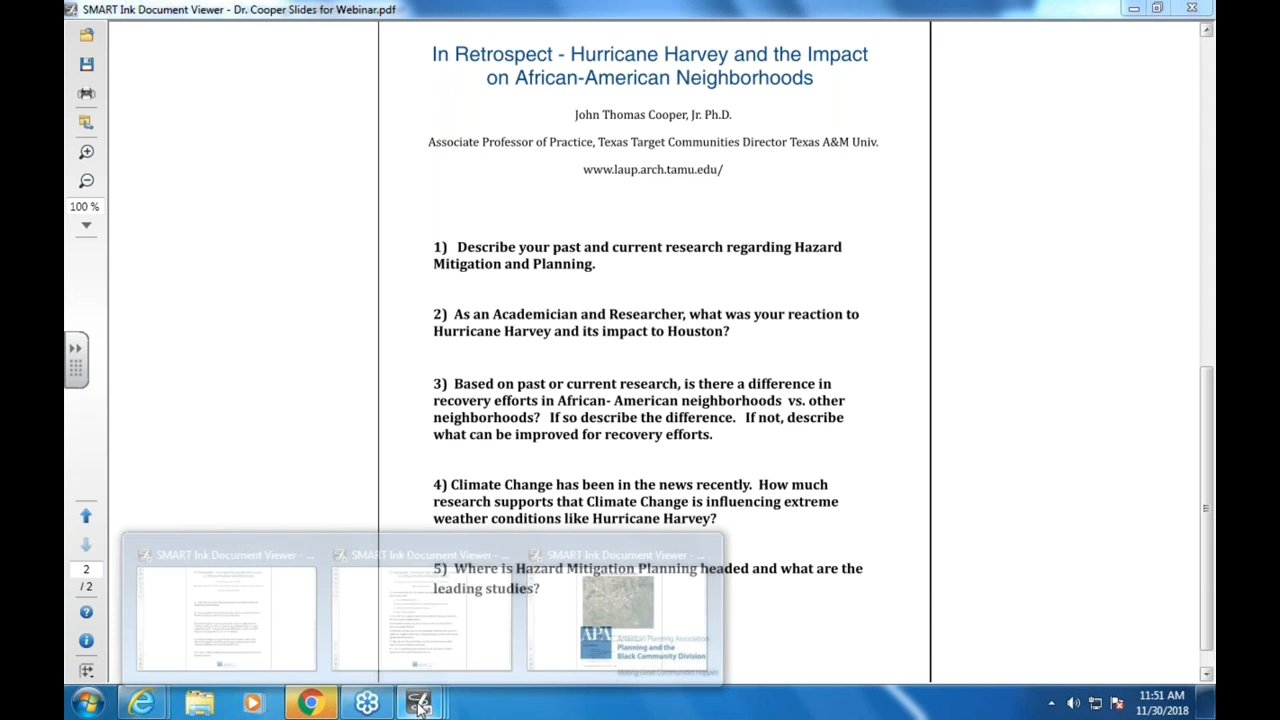 SMART Ink Document Viewer - Dr. Cooper Slides for Webinar.pdf
In Retrospect - Hurricane Harvey and the Impact
on African-American Neighborhoods
John Thomas Cooper, Jr. Ph.D.
Associate Professor of Practice, Texas Target Communities Director Texas A&M Univ.
www.laup.arch.tamu.edu/
1) Describe your past and current research regarding Hazard
Mitigation and Planning.
2) As an Academician and Researcher, what was your reaction to
Hurricane Harvey and its impact to Houston?
3) Based on past or current research, is there a difference in
recovery efforts in African- American neighborhoods vs. other
neighborhoods? If so describe the difference. If not, describe
what can be improved for recovery efforts.
4) Climate Change has been in the news recently. How much
research supports that Climate Change is influencing extreme
weather conditions like Hurricane Harvey?
5) Where is Hazard Mitigation Planning headed and what are the
leading studies?
100 %
2
/ 2
SMART Ink Document Viewer - ...
SMART Ink Document Viewer - ...
SMART Ink Document Viewer - ...
APA
American Planning Association
Planning and the
Black Community Division
Making Great Communities Happen
11:51 AM
11/30/2018